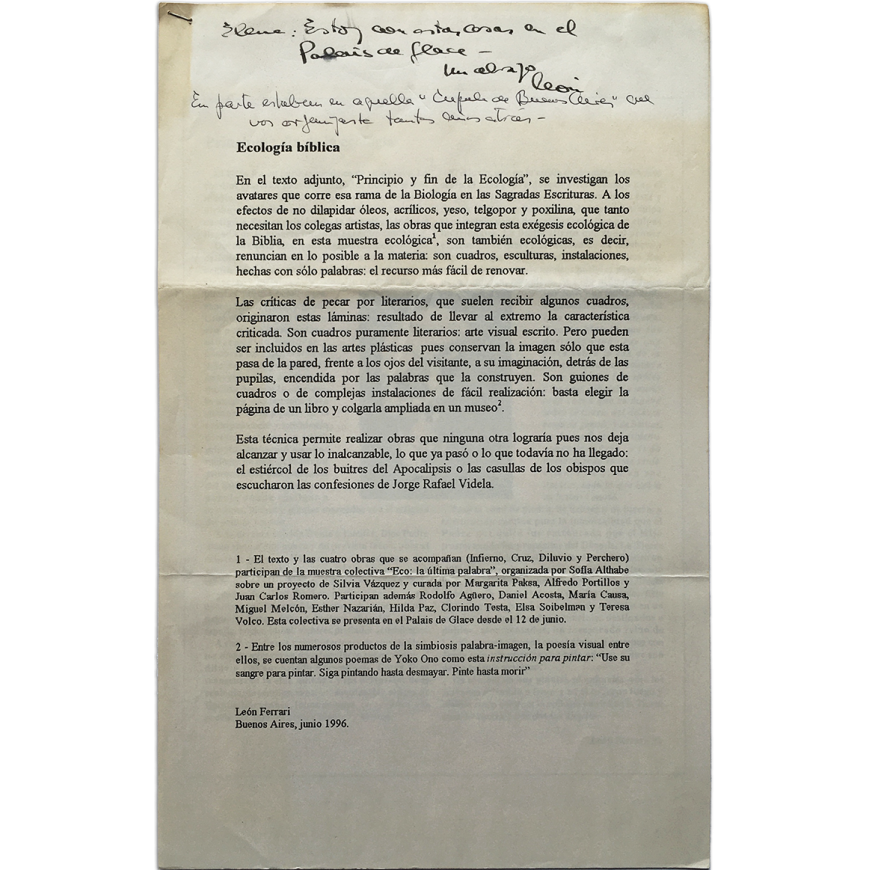 Elena: Estoy con estas cosas en el
Palais de Glace –
Un abrazo
León
En parte estaban en aquella "Cúpula de Buenos Aires" que
vos organizaste tantos años atrás –
Ecología bíblica
En el texto adjunto, “Principio y fin de la Ecología”, se investigan los
avatares que corre esa rama de la Biología en las Sagradas Escrituras. A los
efectos de no dilapidar óleos, acrílicos, yeso, telgopor y poxilina, que tanto
necesitan los colegas artistas, las obras que integran esta exégesis ecológica de
la Biblia, en esta muestra ecológica¹, son también ecológicas, es decir,
renuncian en lo posible a la materia: son cuadros, esculturas, instalaciones,
hechas con sólo palabras: el recurso más fácil de renovar.
Las críticas de pecar por literarios, que suelen recibir algunos cuadros,
originaron estas láminas: resultado de llevar al extremo la característica
criticada. Son cuadros puramente literarios: arte visual escrito. Pero pueden
ser incluidos en las artes plásticas pues conservan la imagen sólo que esta
pasa de la pared, frente a los ojos del visitante, a su imaginación, detrás de las
pupilas, encendida por las palabras que la construyen. Son guiones de
cuadros o de complejas instalaciones de fácil realización: basta elegir la
página de un libro y colgarla ampliada en un museo².
Esta técnica permite realizar obras que ninguna otra lograría pues nos deja
alcanzar y usar lo inalcanzable, lo que ya pasó o lo que todavía no ha llegado:
el estiércol de los buitres del Apocalipsis o las casullas de los obispos que
escucharon las confesiones de Jorge Rafael Videla.
1 - El texto y las cuatro obras que se acompañan (Infierno, Cruz, Diluvio y Perchero)
participan de la muestra colectiva “Eco: la última palabra”, organizada por Sofía Althabe
sobre un proyecto de Silvia Vázquez y curada por Margarita Paksa, Alfredo Portillos y
Juan Carlos Romero. Participan además Rodolfo Agüero, Daniel Acosta, María Causa,
Miguel Melcón, Esther Nazarián, Hilda Paz, Clorindo Testa, Elsa Soibelman y Teresa
Volco. Esta colectiva se presenta en el Palais de Glace desde el 12 de junio.
2 - Entre los numerosos productos de la simbiosis palabra-imagen, la poesía visual entre
ellos, se cuentan algunos poemas de Yoko Ono como esta instrucción para pintar: “Use su
sangre para pintar. Siga pintando hasta desmayar. Pinte hasta morir”
León Ferrari
Buenos Aires, junio 1996.